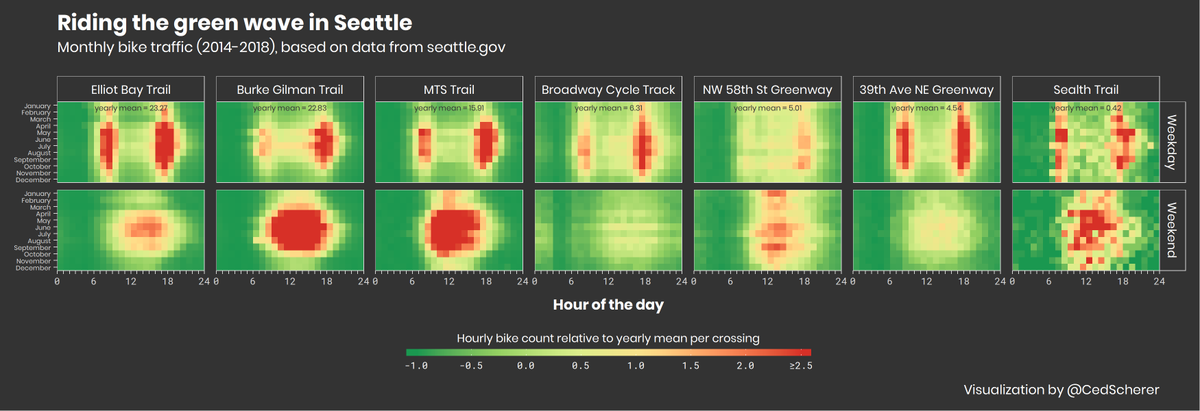 Riding the green wave in Seattle
Monthly bike traffic (2014-2018), based on data from seattle.gov
Elliot Bay Trail
Burke Gilman Trail
MTS Trail
Broadway Cycle Track
NW 58th St Greenway
39th Ave NE Greenway
Sealth Trail
yearly mean = 23.27
yearly mean = 22.83
yearly mean = 15.91
yearly mean = 6.31
yearly mean = 5.01
yearly mean = 4.54
yearly mean = 0.42
January
February
March
April
May
June
July
August
September
October
November
December
Weekday
January
February
March
April
May
June
July
August
September
October
November
December
Weekend
0 6 12 18 24
0 6 12 18 24
0 6 12 18 24
0 6 12 18 24
0 6 12 18 24
0 6 12 18 24
0 6 12 18 24
Hour of the day
Hourly bike count relative to yearly mean per crossing
-1.0 -0.5 0.0 0.5 1.0 1.5 2.0 ≥2.5
Visualization by @CedScherer